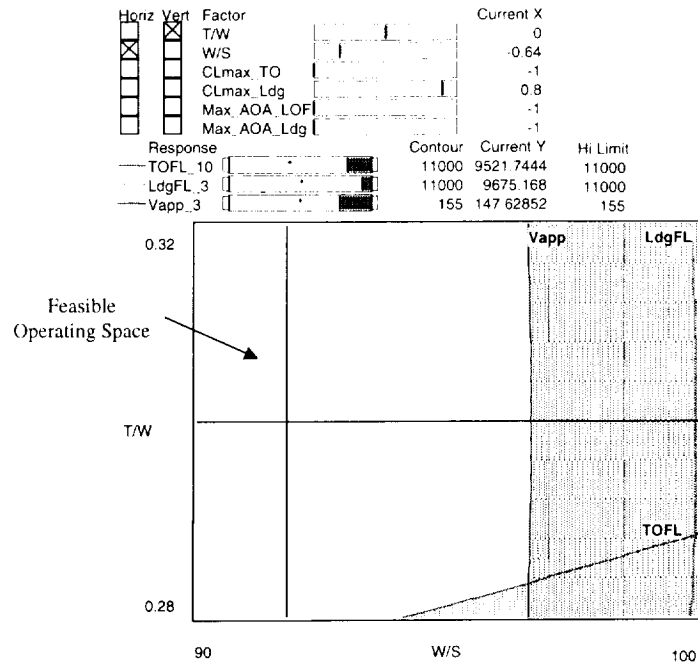 Horiz Vert Factor Current X
T/W 0
W/S -0.64
CLmax_TO -1
CLmax_Ldg 0.8
Max_AOA_LOF -1
Max_AOA_Ldg -1
Response Contour Current Y Hi Limit
TOFL_10 11000 9521.7444 11000
LdgFL_3 11000 9675.168 11000
Vapp_3 155 147.62852 155
0.32
Vapp LdgFL
Feasible
Operating Space
T/W
TOFL
0.28
90 W/S 100